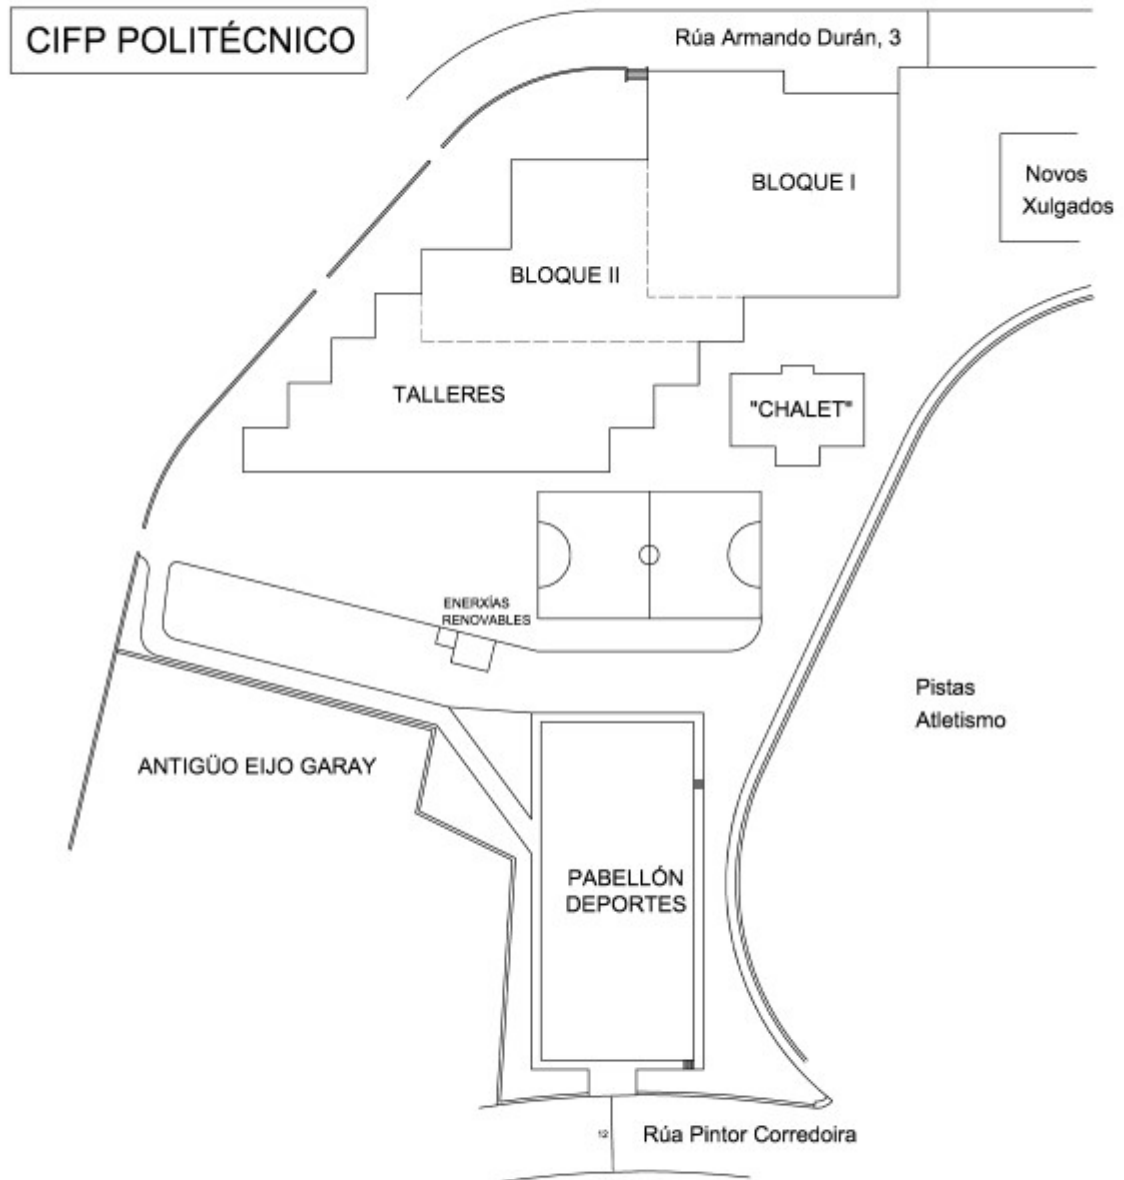 CIFP POLITÉCNICO
Rúa Armando Durán, 3
BLOQUE I
Novos
Xulgados
BLOQUE II
TALLERES
"CHALET"
ENERXÍAS
RENOVABLES
Pistas
Atletismo
ANTIGÜO EIJO GARAY
PABELLÓN
DEPORTES
12
Rúa Pintor Corredoira